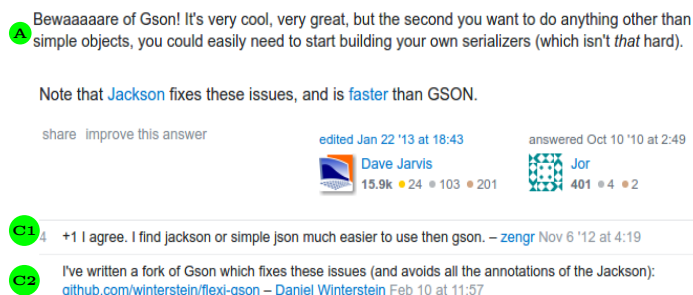 A
Bewaaaaare of Gson! It's very cool, very great, but the second you want to do anything other than
simple objects, you could easily need to start building your own serializers (which isn't that hard).
Note that Jackson fixes these issues, and is faster than GSON.
share improve this answer
edited Jan 22 '13 at 18:43
Dave Jarvis
15.9k 24 103 201
answered Oct 10 '10 at 2:49
Jor
401 4 2
C1
4 +1 I agree. I find jackson or simple json much easier to use then gson. – zengr Nov 6 '12 at 4:19
C2
I've written a fork of Gson which fixes these issues (and avoids all the annotations of the Jackson):
github.com/winterstein/flexi-gson – Daniel Winterstein Feb 10 at 11:57